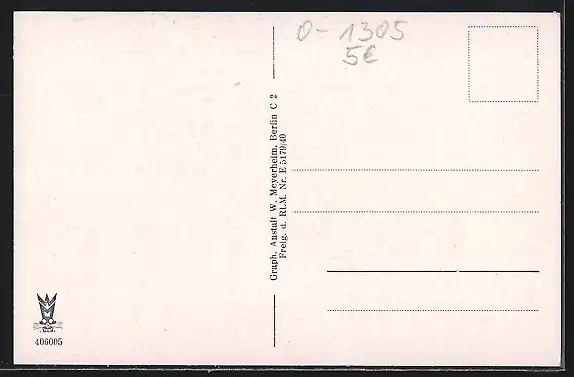 0-1305
5€
Graph. Anstalt W. Meyerheim, Berlin C 2
Freig. d. RLM. Nr. E 5179/40
406005